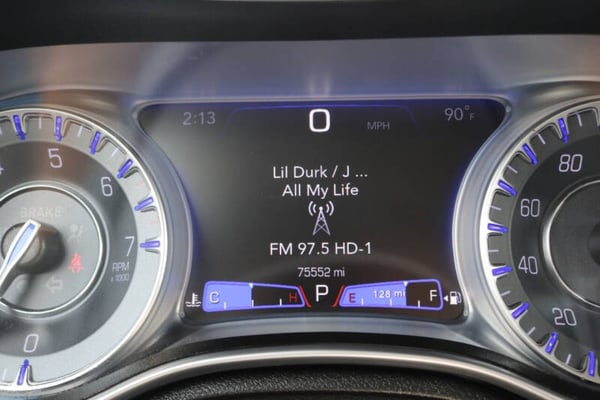 2:13 0 MPH 90°F
Lil Durk / J ...
All My Life
FM 97.5 HD-1
75552 mi
C H P E 128 mi F
5
6
7
BRAKE
RPM
x 1000
0
80
60
40
20